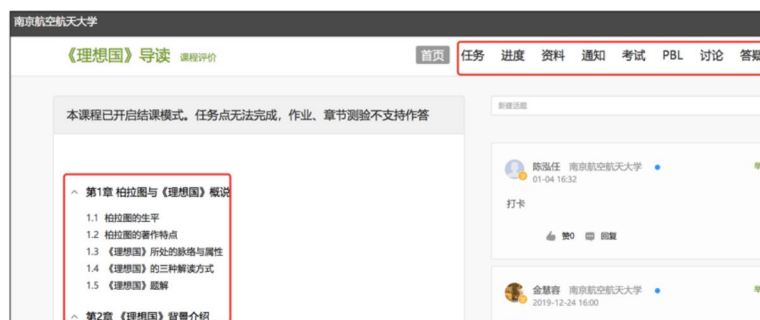 南京航空航天大学
《理想国》导读 课程评价
首页 任务 进度 资料 通知 考试 PBL 讨论 答疑
本课程已开启结课模式。任务点无法完成，作业、章节测验不支持作答
新建话题
第1章 柏拉图与《理想国》概说
1.1 柏拉图的生平
1.2 柏拉图的著作特点
1.3 《理想国》所处的脉络与属性
1.4 《理想国》的三种解读方式
1.5 《理想国》题解
第2章 《理想国》背景介绍
陈泓任 南京航空航天大学
01-04 16:32
打卡
赞0 回复
金慧容 南京航空航天大学
2019-12-24 16:00